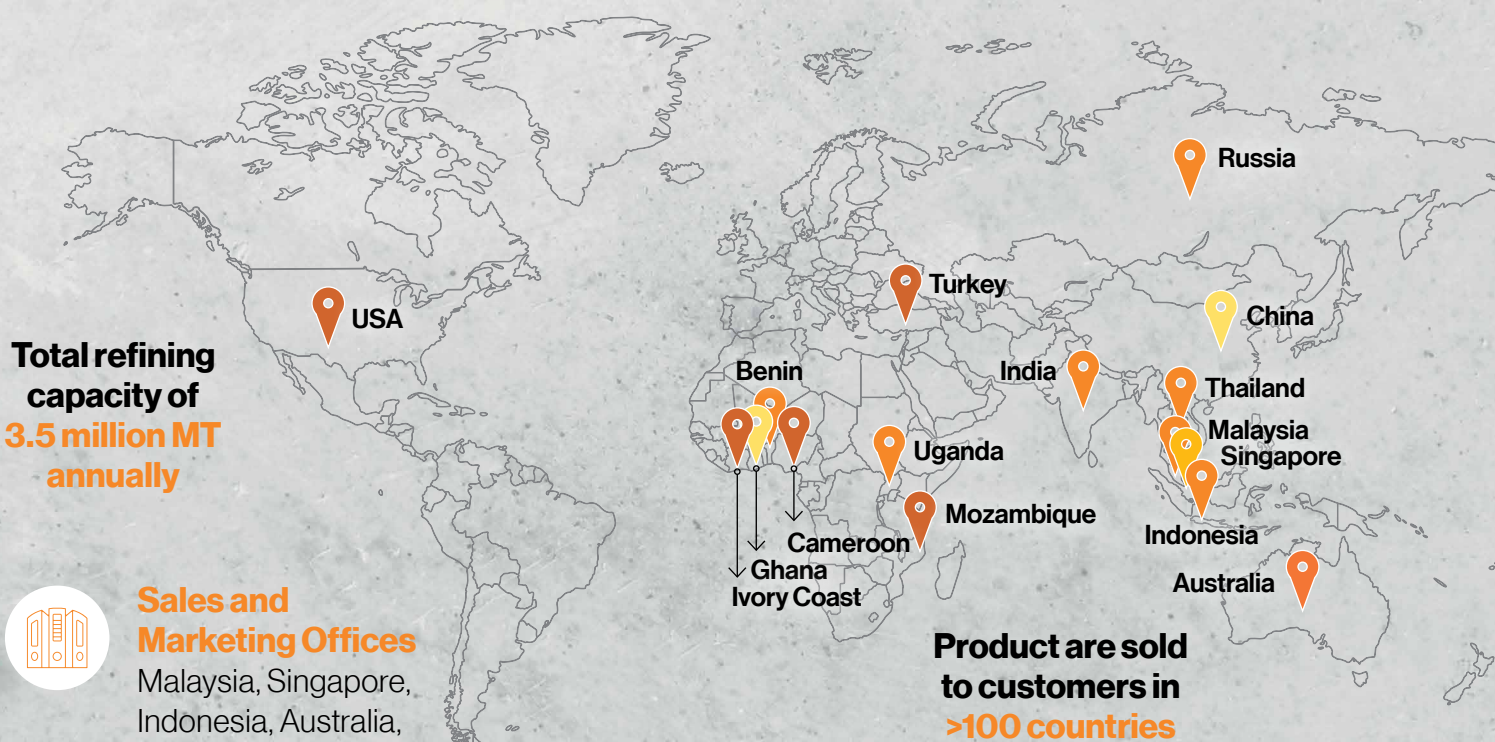 Russia
Turkey
USA
China
Total refining
capacity of
3.5 million MT
annually
Benin
India
Thailand
Malaysia
Singapore
Uganda
Mozambique
Indonesia
Cameroon
Ghana
Ivory Coast
Australia
Sales and
Marketing Offices
Malaysia, Singapore,
Indonesia, Australia,
Product are sold
to customers in
>100 countries